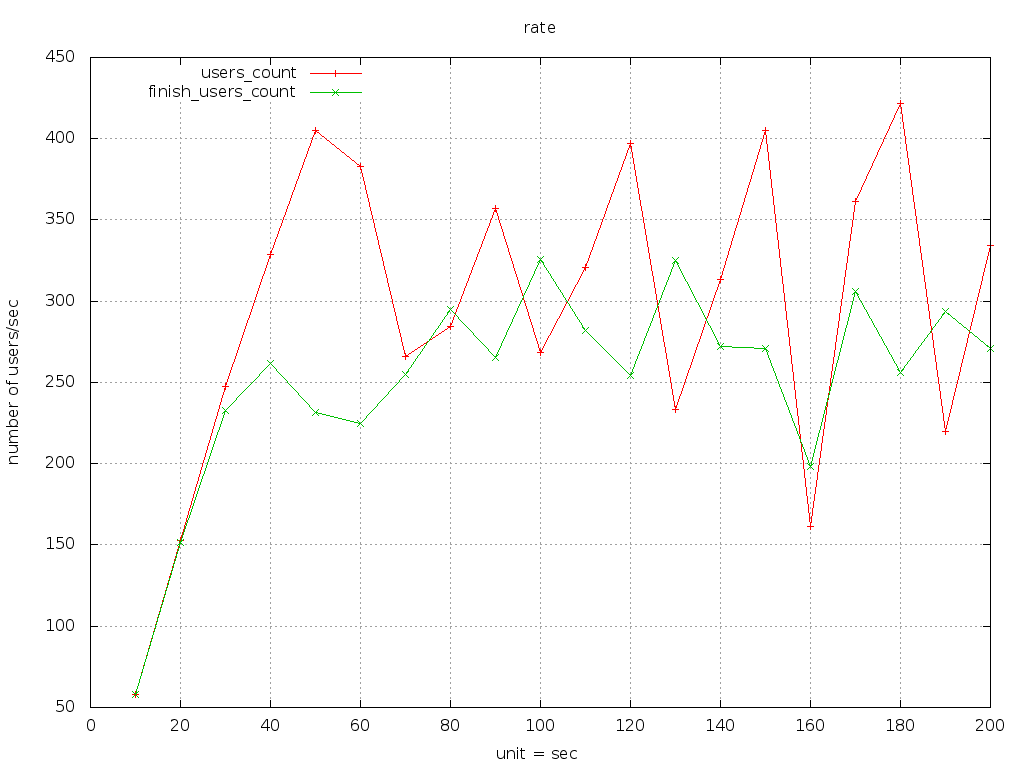 rate
450
400
350
300
250
200
150
100
50
number of users/sec
users_count
finish_users_count
0 20 40 60 80 100 120 140 160 180 200
unit = sec